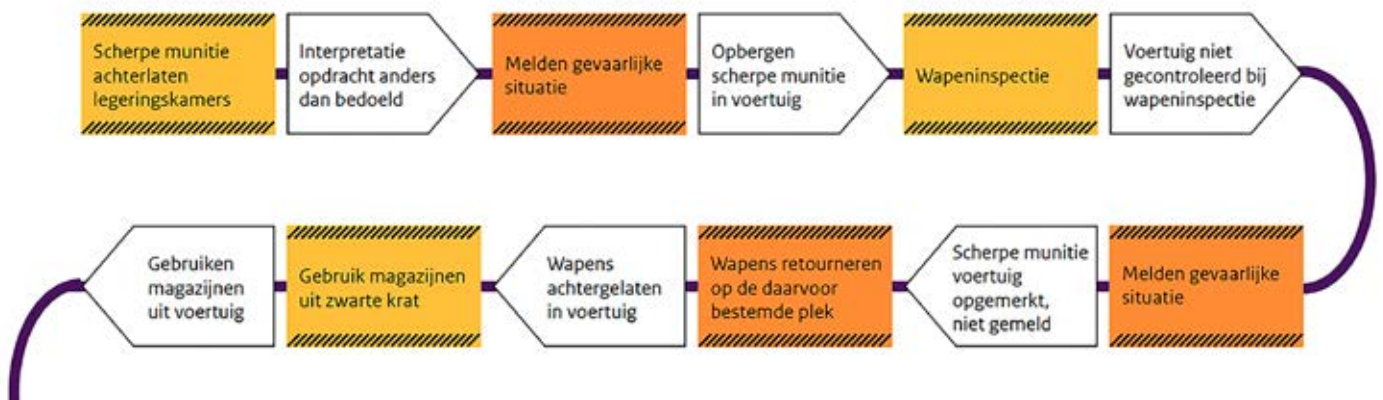 Scherpe munitie
achterlaten
legeringskamers
Interpretatie
opdracht anders
dan bedoeld
Melden gevaarlijke
situatie
Opbergen
scherpe munitie
in voertuig
Wapeninspectie
Voertuig niet
gecontroleerd bij
wapeninspectie
Gebruiken
magazijnen
uit voertuig
Gebruik magazijnen
uit zwarte krat
Wapens
achtergelaten
in voertuig
Wapens retourneren
op de daarvoor
bestemde plek
Scherpe munitie
voertuig
opgemerkt,
niet gemeld
Melden gevaarlijke
situatie